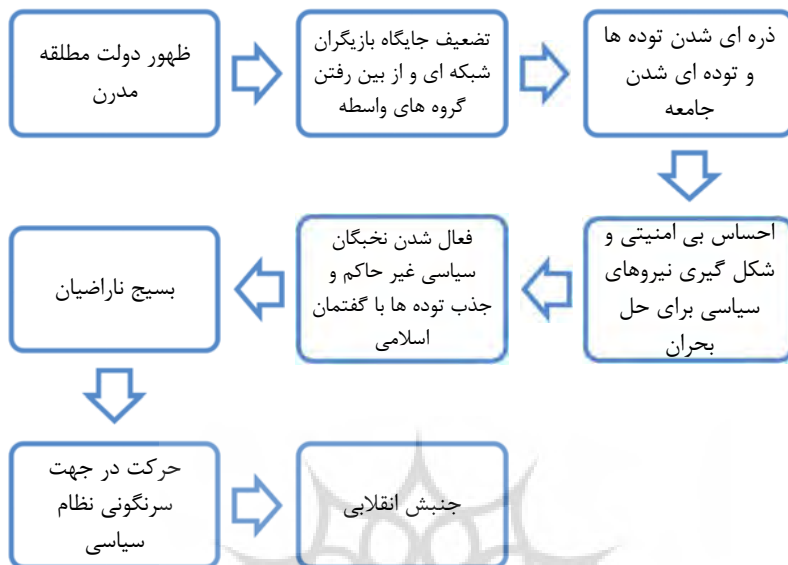 ظهور دولت مطلقه
مدرن
تضعیف جایگاه بازیگران
شبکه ای و از بین رفتن
گروه های واسطه
ذره ای شدن توده ها
و توده ای شدن
جامعه
احساس بی امنیتی و
شکل گیری نیروهای
سیاسی برای حل
بحران
فعال شدن نخبگان
سیاسی غیر حاکم و
جذب توده ها با گفتمان
اسلامی
بسیج ناراضیان
حرکت در جهت
سرنگونی نظام
سیاسی
جنبش انقلابی